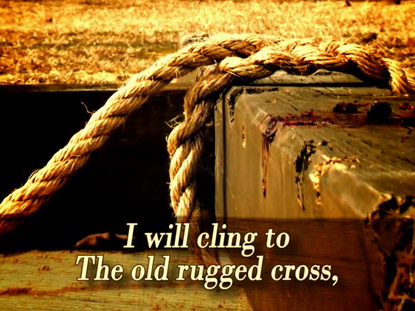 I will cling to
The old rugged cross,